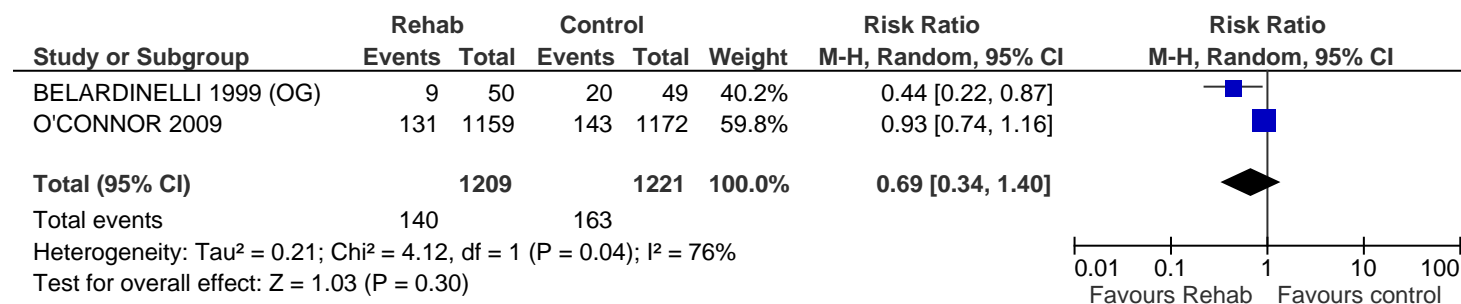 Rehab Control Risk Ratio Risk Ratio
Study or Subgroup Events Total Events Total Weight M-H, Random, 95% CI M-H, Random, 95% CI
BELARDINELLI 1999 (OG) 9 50 20 49 40.2% 0.44 [0.22, 0.87]
O'CONNOR 2009 131 1159 143 1172 59.8% 0.93 [0.74, 1.16]
Total (95% CI) 1209 1221 100.0% 0.69 [0.34, 1.40]
Total events 140 163
Heterogeneity: Tau² = 0.21; Chi² = 4.12, df = 1 (P = 0.04); I² = 76%
Test for overall effect: Z = 1.03 (P = 0.30)
0.01 0.1 1 10 100
Favours Rehab Favours control